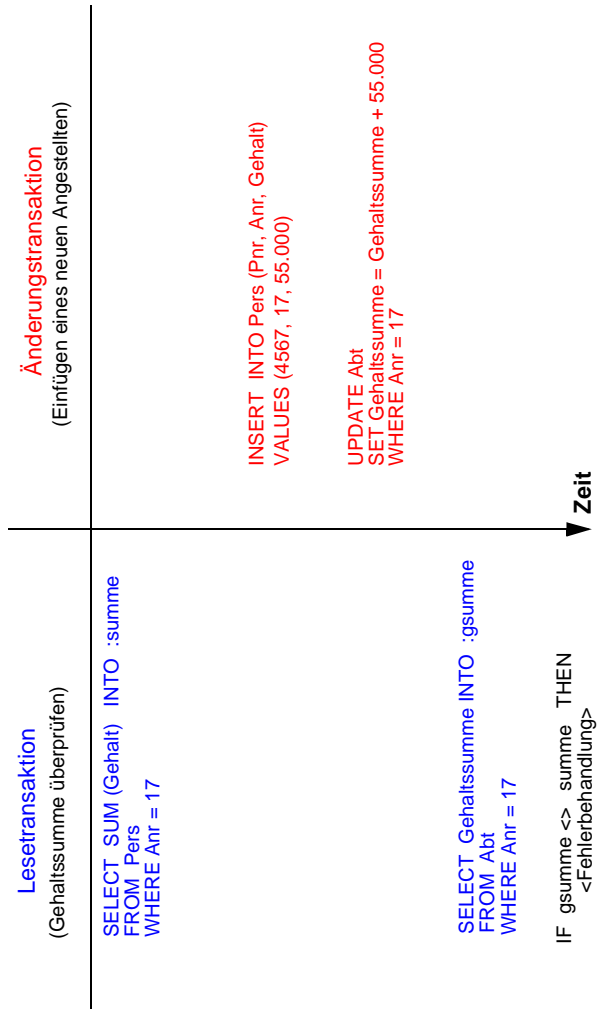 Lesetransaktion
(Gehaltssumme überprüfen)
Änderungstransaktion
(Einfügen eines neuen Angestellten)
SELECT SUM (Gehalt) INTO :summe
FROM Pers
WHERE Anr = 17
INSERT INTO Pers (Pnr, Anr, Gehalt)
VALUES (4567, 17, 55.000)
UPDATE Abt
SET Gehaltssumme = Gehaltssumme + 55.000
WHERE Anr = 17
SELECT Gehaltssumme INTO :gsumme
FROM Abt
WHERE Anr = 17
IF gsumme <> summe THEN
<Fehlerbehandlung>
Zeit